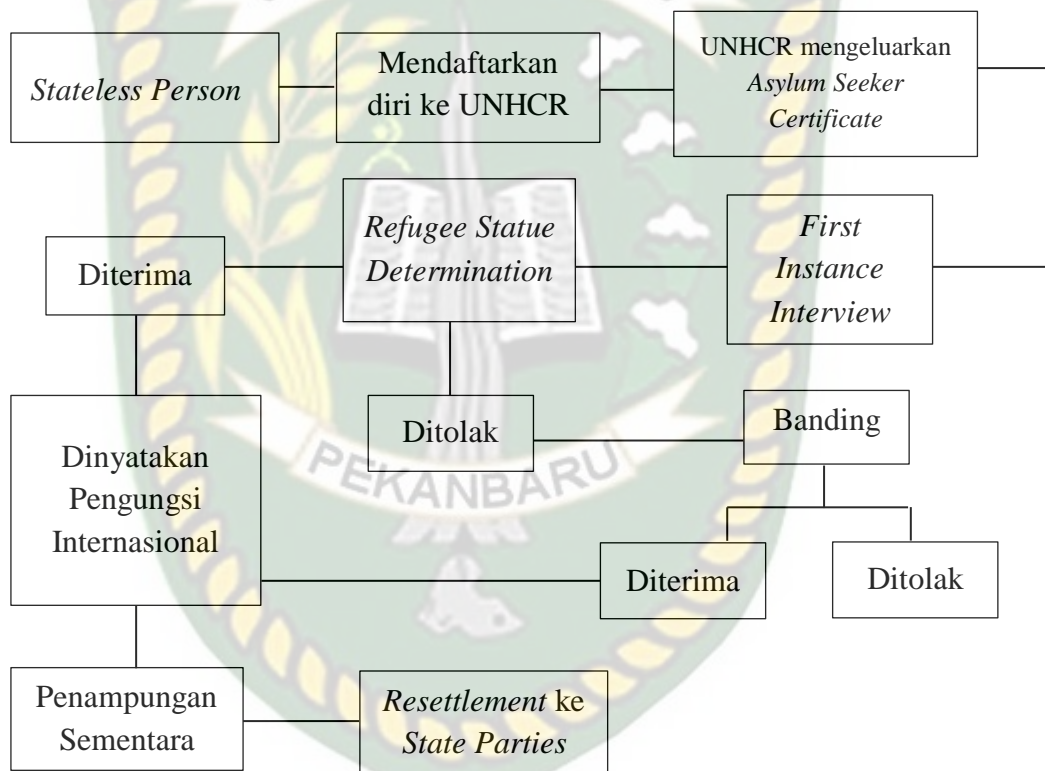 Stateless Person
Mendaftarkan
diri ke UNHCR
UNHCR mengeluarkan
Asylum Seeker
Certificate
First
Instance
Interview
Refugee Statue
Determination
Diterima
Ditolak
Banding
Dinyatakan
Pengungsi
Internasional
Diterima
Ditolak
Penampungan
Sementara
Resettlement ke
State Parties
PEKANBARU